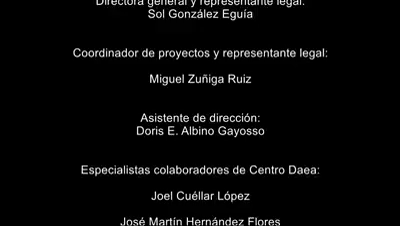 Directora general y representante legal:
Sol González Eguía
Coordinador de proyectos y representante legal:
Miguel Zuñiga Ruiz
Asistente de dirección:
Doris E. Albino Gayosso
Especialistas colaboradores de Centro Daea:
Joel Cuéllar López
José Martín Hernández Flores